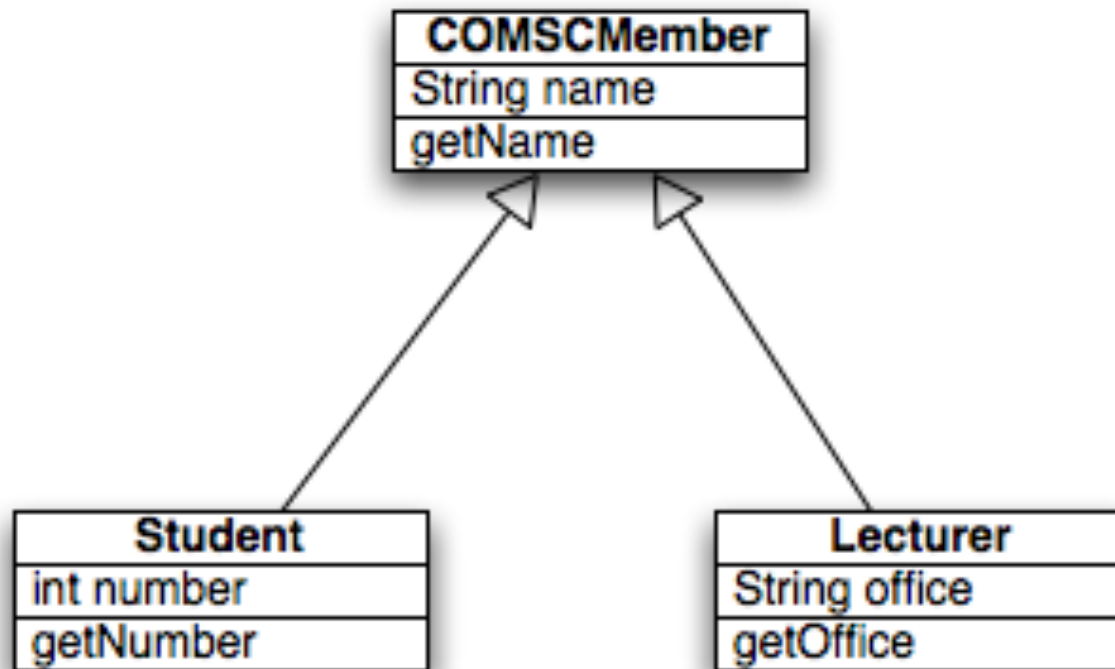 COMSCMember
String name
getName
Student
int number
getNumber
Lecturer
String office
getOffice